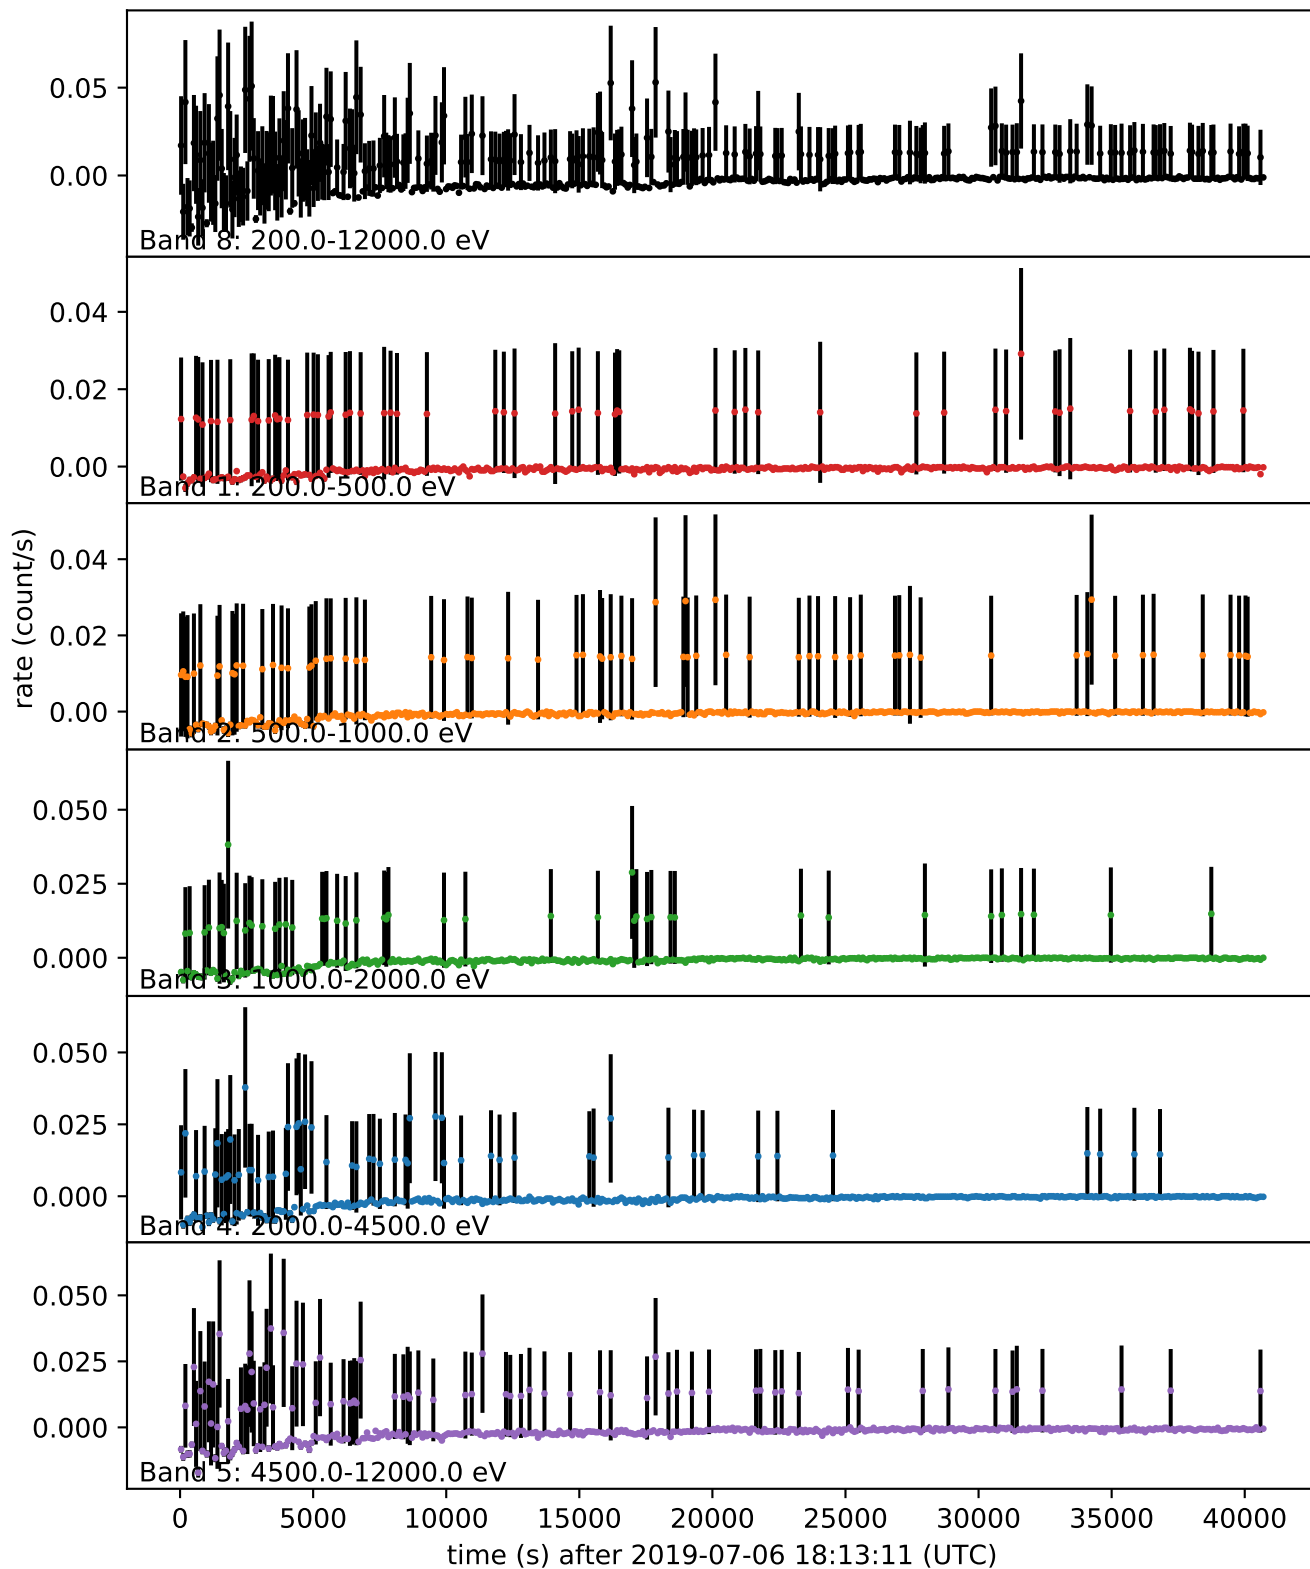 0.05
0.00
Band 8: 200.0-12000.0 eV
0.04
0.02
0.00
Band 1: 200.0-500.0 eV
rate (count/s)
0.04
0.02
0.00
Band 2: 500.0-1000.0 eV
0.050
0.025
0.000
Band 3: 1000.0-2000.0 eV
0.050
0.025
0.000
Band 4: 2000.0-4500.0 eV
0.050
0.025
0.000
Band 5: 4500.0-12000.0 eV
0 5000 10000 15000 20000 25000 30000 35000 40000
time (s) after 2019-07-06 18:13:11 (UTC)